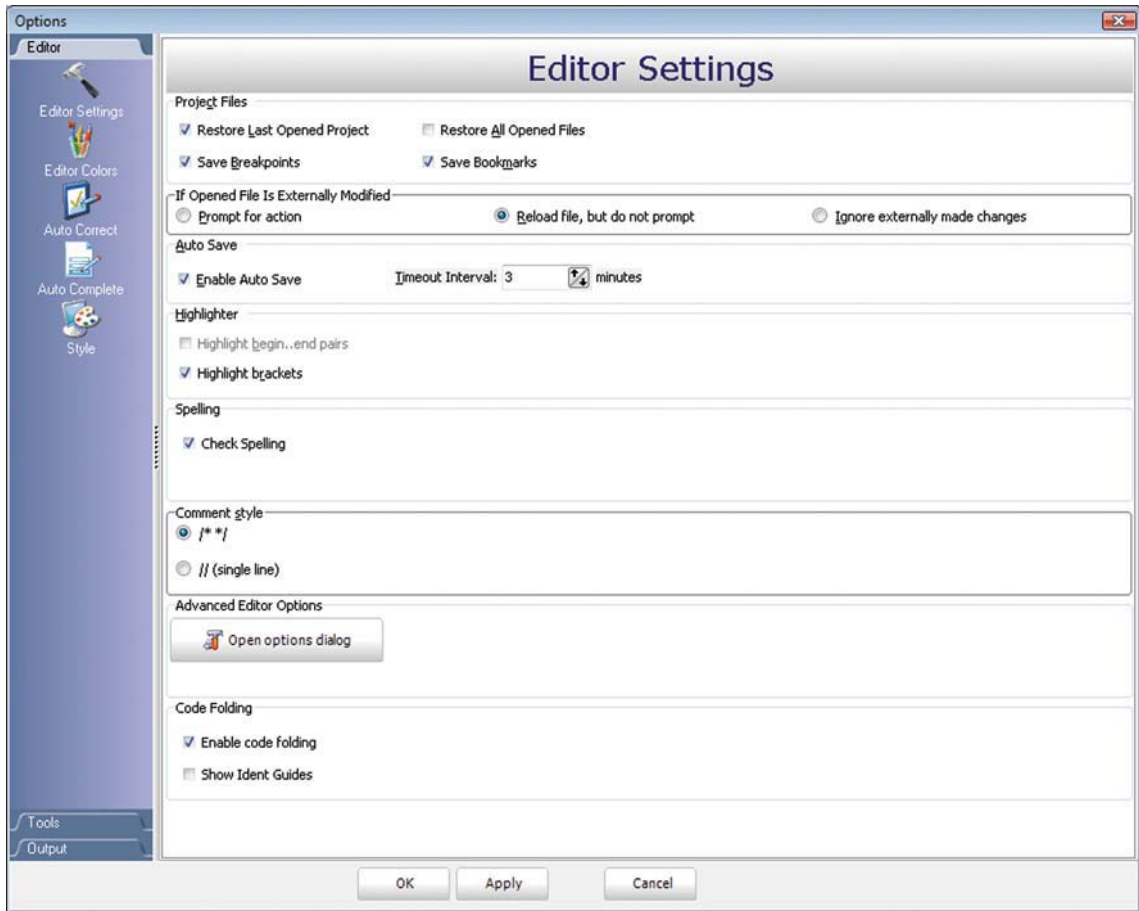 Options
Editor
Editor Settings
Editor Colors
Auto Correct
Auto Complete
Style
Tools
Output
Editor Settings
Project Files
Restore Last Opened Project
Restore All Opened Files
Save Breakpoints
Save Bookmarks
If Opened File Is Externally Modified
Prompt for action
Reload file, but do not prompt
Ignore externally made changes
Auto Save
Enable Auto Save
Timeout Interval: 3 minutes
Highlighter
Highlight begin..end pairs
Highlight brackets
Spelling
Check Spelling
Comment style
/* */
// (single line)
Advanced Editor Options
Open options dialog
Code Folding
Enable code folding
Show Ident Guides
OK
Apply
Cancel